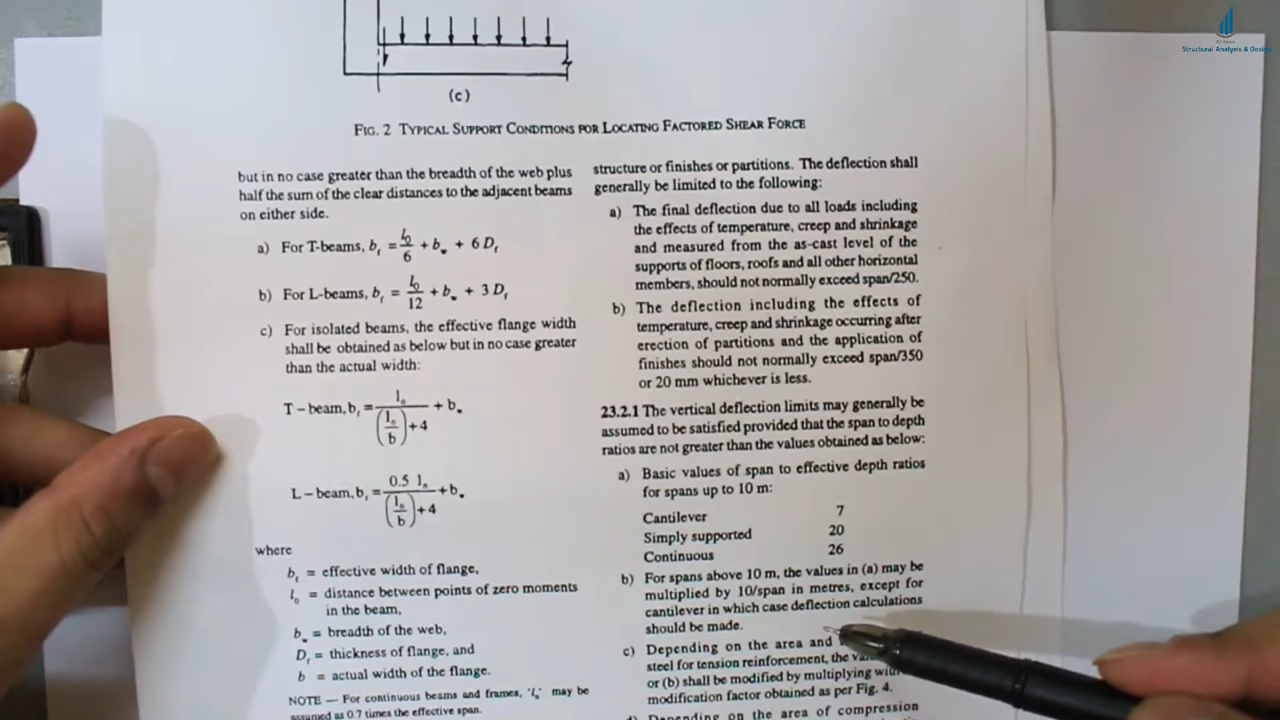 Structural Analysis & Design
(c)
FIG. 2 TYPICAL SUPPORT CONDITIONS FOR LOCATING FACTORED SHEAR FORCE
but in no case greater than the breadth of the web plus
half the sum of the clear distances to the adjacent beams
on either side.
a) For T-beams, b_f = l_0/6 + b_w + 6 D_f
b) For L-beams, b_f = l_0/12 + b_w + 3 D_f
c) For isolated beams, the effective flange width
shall be obtained as below but in no case greater
than the actual width:
T – beam, b_f = l_0/((l_0/b) + 4) + b_w
L – beam, b_f = 0.5 l_0/((l_0/b) + 4) + b_w
where
b_f = effective width of flange,
l_0 = distance between points of zero moments
in the beam,
b_w = breadth of the web,
D_f = thickness of flange, and
b = actual width of the flange.
NOTE — For continuous beams and frames, 'l_0' may be
assumed as 0.7 times the effective span.
structure or finishes or partitions. The deflection shall
generally be limited to the following:
a) The final deflection due to all loads including
the effects of temperature, creep and shrinkage
and measured from the as-cast level of the
supports of floors, roofs and all other horizontal
members, should not normally exceed span/250.
b) The deflection including the effects of
temperature, creep and shrinkage occurring after
erection of partitions and the application of
finishes should not normally exceed span/350
or 20 mm whichever is less.
23.2.1 The vertical deflection limits may generally be
assumed to be satisfied provided that the span to depth
ratios are not greater than the values obtained as below:
a) Basic values of span to effective depth ratios
for spans up to 10 m:
Cantilever 7
Simply supported 20
Continuous 26
b) For spans above 10 m, the values in (a) may be
multiplied by 10/span in metres, except for
cantilever in which case deflection calculations
should be made.
c) Depending on the area and
steel for tension reinforcement, the
or (b) shall be modified by multiplying
modification factor obtained as per Fig. 4.
d) Depending on the area of compression